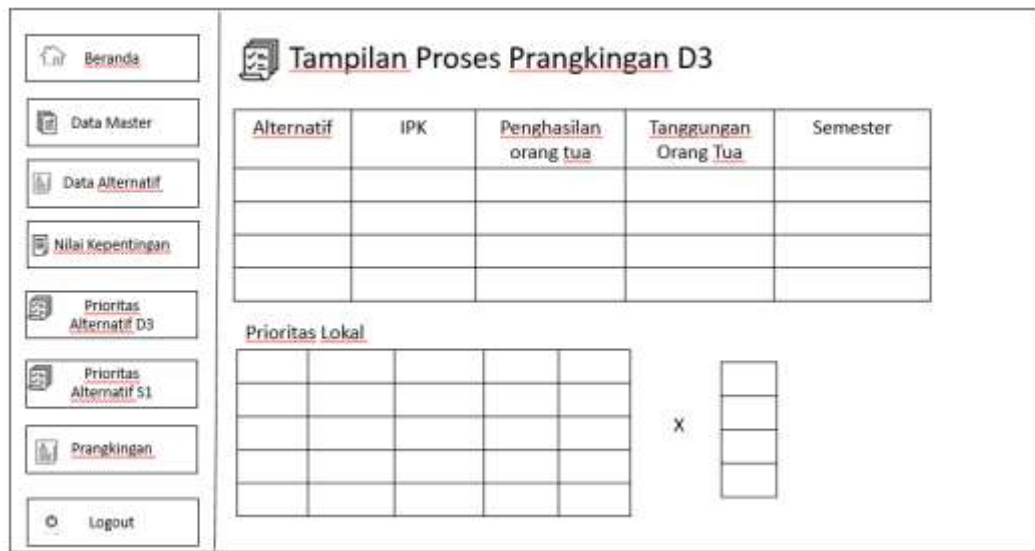 Beranda
Data Master
Data Alternatif
Nilai Kepentingan
Prioritas
Alternatif D3
Prioritas
Alternatif S1
Prangkingan
Logout
Tampilan Proses Prangkingan D3
Alternatif
IPK
Penghasilan
orang tua
Tanggungan
Orang Tua
Semester
Prioritas Lokal
X